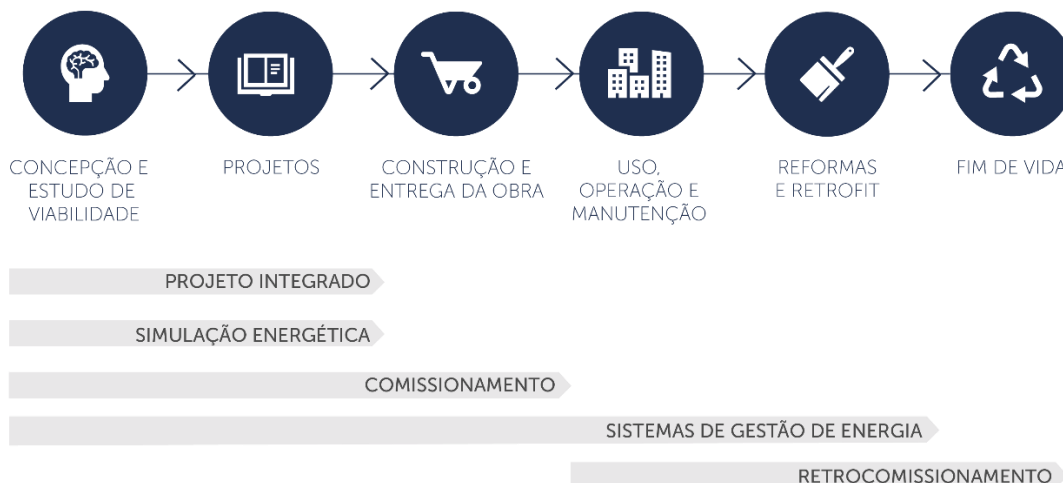 CONCEPÇÃO E
ESTUDO DE
VIABILIDADE
PROJETOS
CONSTRUÇÃO E
ENTREGA DA OBRA
USO,
OPERAÇÃO E
MANUTENÇÃO
REFORMAS
E RETROFIT
FIM DE VIDA
PROJETO INTEGRADO
SIMULAÇÃO ENERGÉTICA
COMISSIONAMENTO
SISTEMAS DE GESTÃO DE ENERGIA
RETROCOMISSIONAMENTO